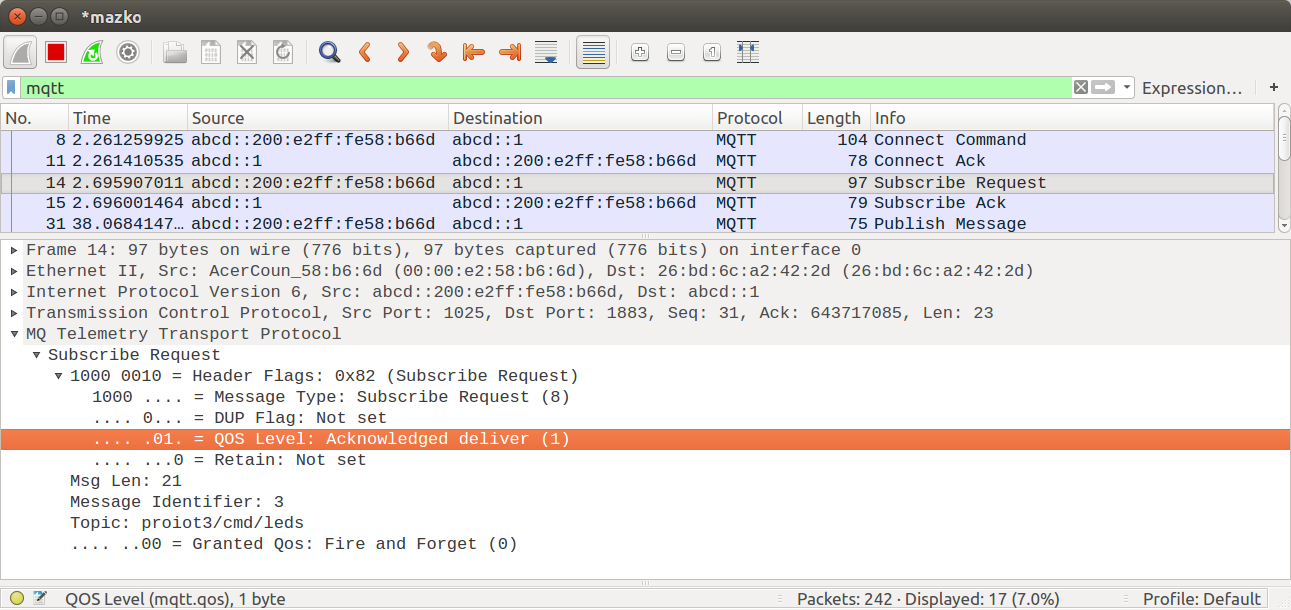 *mazko
mqtt
Expression… +
No. Time Source Destination Protocol Length Info
8 2.261259925 abcd::200:e2ff:fe58:b66d abcd::1 MQTT 104 Connect Command
11 2.261410535 abcd::1 abcd::200:e2ff:fe58:b66d MQTT 78 Connect Ack
14 2.695907011 abcd::200:e2ff:fe58:b66d abcd::1 MQTT 97 Subscribe Request
15 2.696001464 abcd::1 abcd::200:e2ff:fe58:b66d MQTT 79 Subscribe Ack
31 38.0684147… abcd::200:e2ff:fe58:b66d abcd::1 MQTT 75 Publish Message
Frame 14: 97 bytes on wire (776 bits), 97 bytes captured (776 bits) on interface 0
Ethernet II, Src: AcerCoun_58:b6:6d (00:00:e2:58:b6:6d), Dst: 26:bd:6c:a2:42:2d (26:bd:6c:a2:42:2d)
Internet Protocol Version 6, Src: abcd::200:e2ff:fe58:b66d, Dst: abcd::1
Transmission Control Protocol, Src Port: 1025, Dst Port: 1883, Seq: 31, Ack: 643717085, Len: 23
MQ Telemetry Transport Protocol
Subscribe Request
1000 0010 = Header Flags: 0x82 (Subscribe Request)
1000 .... = Message Type: Subscribe Request (8)
.... 0... = DUP Flag: Not set
.... .01. = QOS Level: Acknowledged deliver (1)
.... ...0 = Retain: Not set
Msg Len: 21
Message Identifier: 3
Topic: proiot3/cmd/leds
.... ..00 = Granted Qos: Fire and Forget (0)
QOS Level (mqtt.qos), 1 byte Packets: 242 · Displayed: 17 (7.0%) Profile: Default